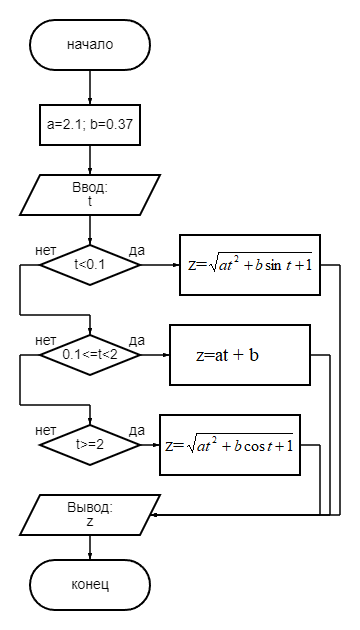 начало
a=2.1; b=0.37
Ввод:
t
нет
да
t<0.1
z=√at² + b sin t + 1
нет
да
0.1<=t<2
z=at + b
нет
да
t>=2
z=√at² + b cos t + 1
Вывод:
z
конец